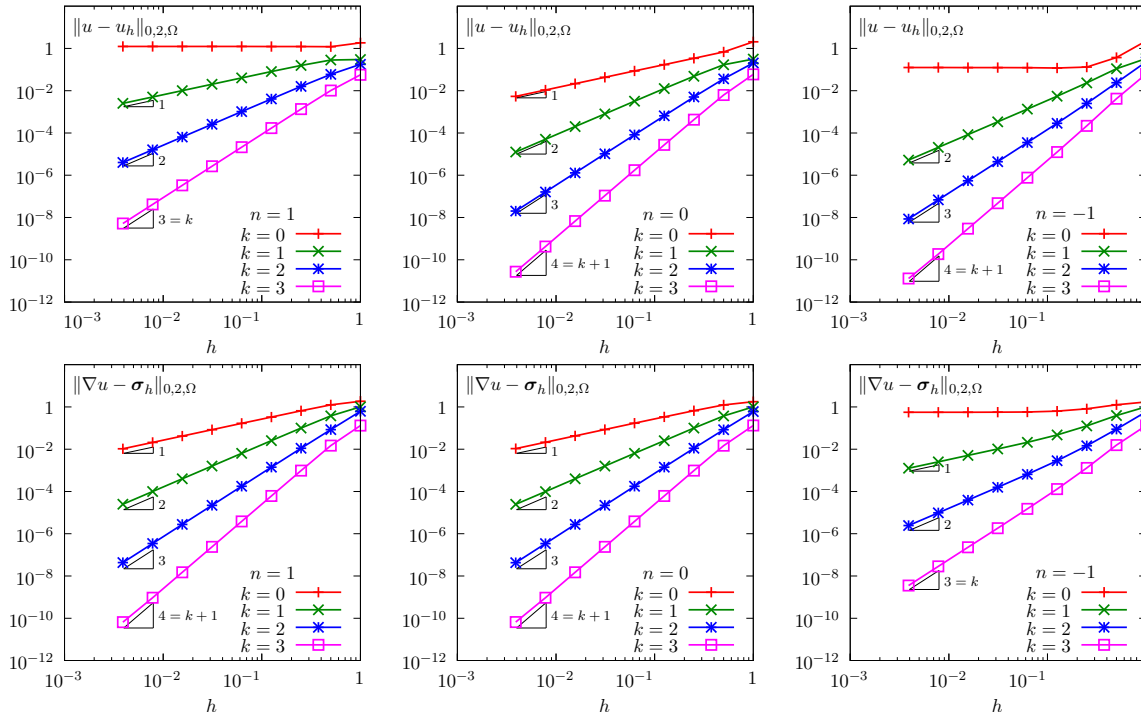 ‖u − u_h‖_{0,2,Ω}
1
10^{−2}
10^{−4}
10^{−6}
10^{−8}
10^{−10}
10^{−12}
1
2
3 = k
n = 1
k = 0
k = 1
k = 2
k = 3
10^{−3}
10^{−2}
10^{−1}
1
h
‖u − u_h‖_{0,2,Ω}
1
10^{−2}
10^{−4}
10^{−6}
10^{−8}
10^{−10}
10^{−12}
1
2
3
4 = k + 1
n = 0
k = 0
k = 1
k = 2
k = 3
10^{−3}
10^{−2}
10^{−1}
1
h
‖u − u_h‖_{0,2,Ω}
1
10^{−2}
10^{−4}
10^{−6}
10^{−8}
10^{−10}
10^{−12}
2
3
4 = k + 1
n = −1
k = 0
k = 1
k = 2
k = 3
10^{−3}
10^{−2}
10^{−1}
h
‖∇u − σ_h‖_{0,2,Ω}
1
10^{−2}
10^{−4}
10^{−6}
10^{−8}
10^{−10}
10^{−12}
1
2
3
4 = k + 1
n = 1
k = 0
k = 1
k = 2
k = 3
10^{−3}
10^{−2}
10^{−1}
1
h
‖∇u − σ_h‖_{0,2,Ω}
1
10^{−2}
10^{−4}
10^{−6}
10^{−8}
10^{−10}
10^{−12}
1
2
3
4 = k + 1
n = 0
k = 0
k = 1
k = 2
k = 3
10^{−3}
10^{−2}
10^{−1}
1
h
‖∇u − σ_h‖_{0,2,Ω}
1
10^{−2}
10^{−4}
10^{−6}
10^{−8}
10^{−10}
10^{−12}
1
2
3 = k
n = −1
k = 0
k = 1
k = 2
k = 3
10^{−3}
10^{−2}
10^{−1}
h